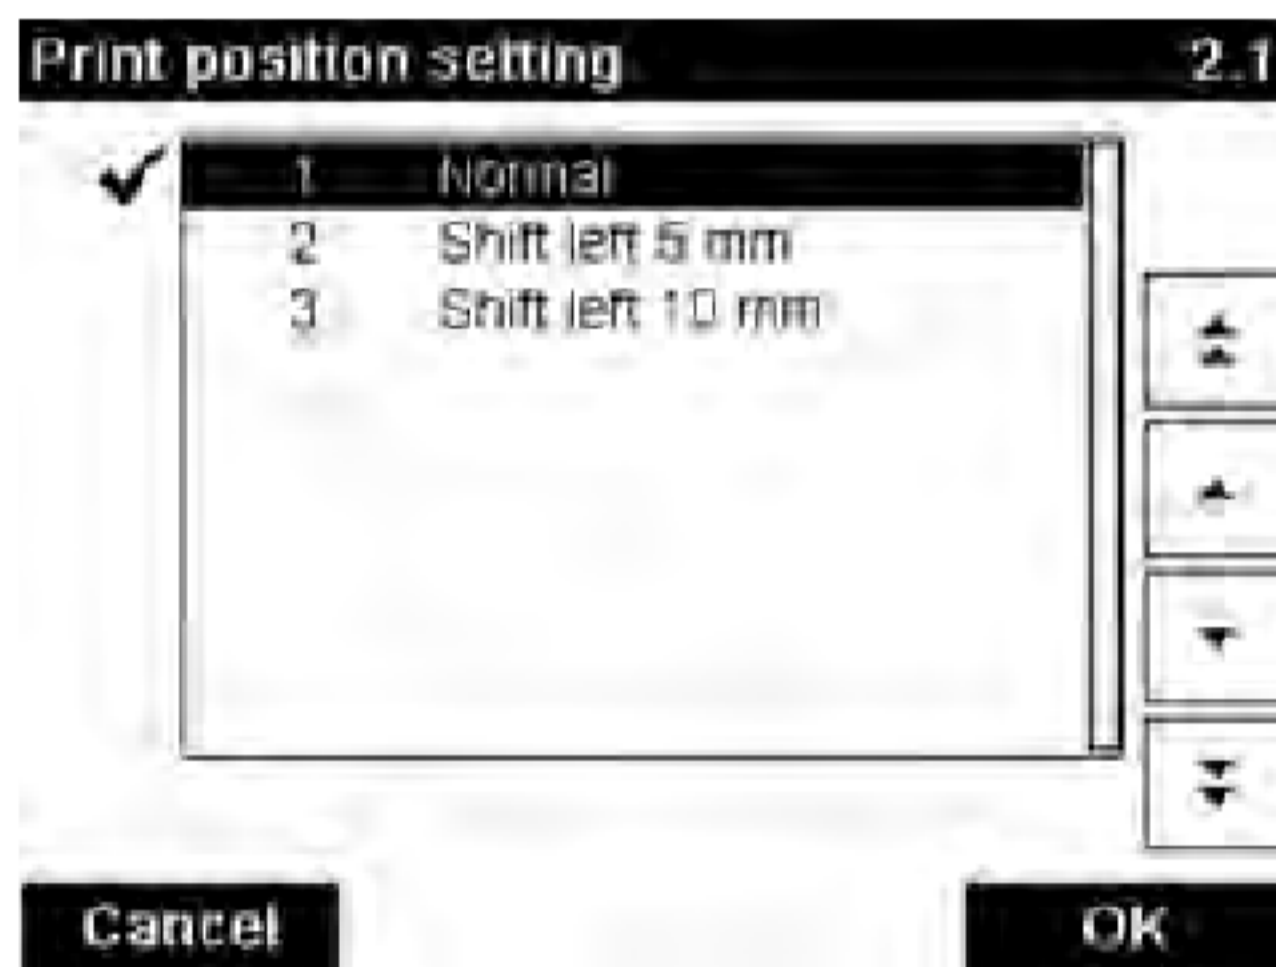 Print position setting 2.1
1 Normal
2 Shift left 5 mm
3 Shift left 10 mm
Cancel OK